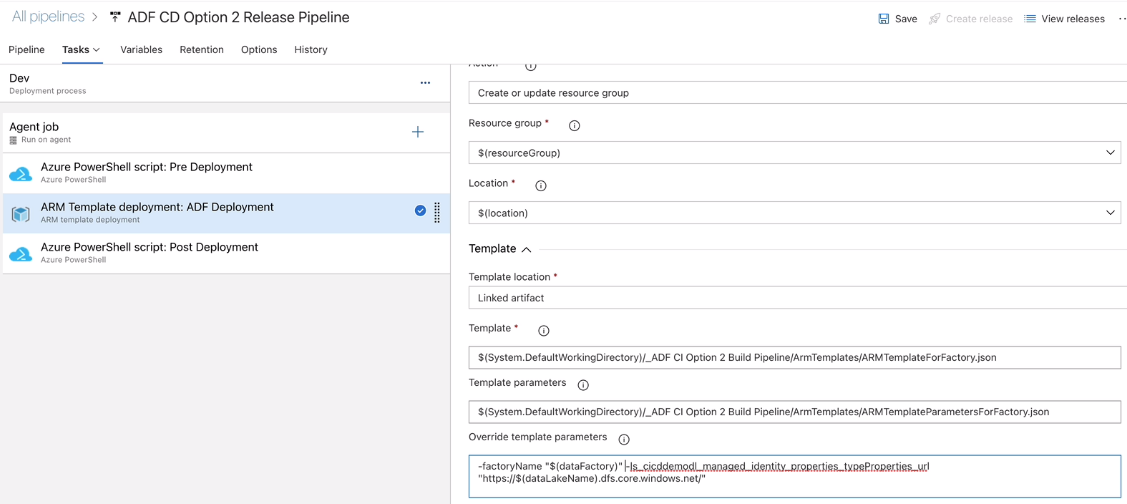 All pipelines > ADF CD Option 2 Release Pipeline
Save Create release View releases ...
Pipeline Tasks Variables Retention Options History
Dev
Deployment process
...
Agent job
Run on agent
Azure PowerShell script: Pre Deployment
Azure PowerShell
ARM Template deployment: ADF Deployment
ARM template deployment
Azure PowerShell script: Post Deployment
Azure PowerShell
Action
Create or update resource group
Resource group *
$(resourceGroup)
Location *
$(location)
Template
Template location *
Linked artifact
Template *
$(System.DefaultWorkingDirectory)/_ADF CI Option 2 Build Pipeline/ArmTemplates/ARMTemplateForFactory.json
Template parameters
$(System.DefaultWorkingDirectory)/_ADF CI Option 2 Build Pipeline/ArmTemplates/ARMTemplateParametersForFactory.json
Override template parameters
-factoryName "$(dataFactory)" -ls_cicddemodl_managed_identity_properties_typeProperties_url
"https://$(dataLakeName).dfs.core.windows.net/"